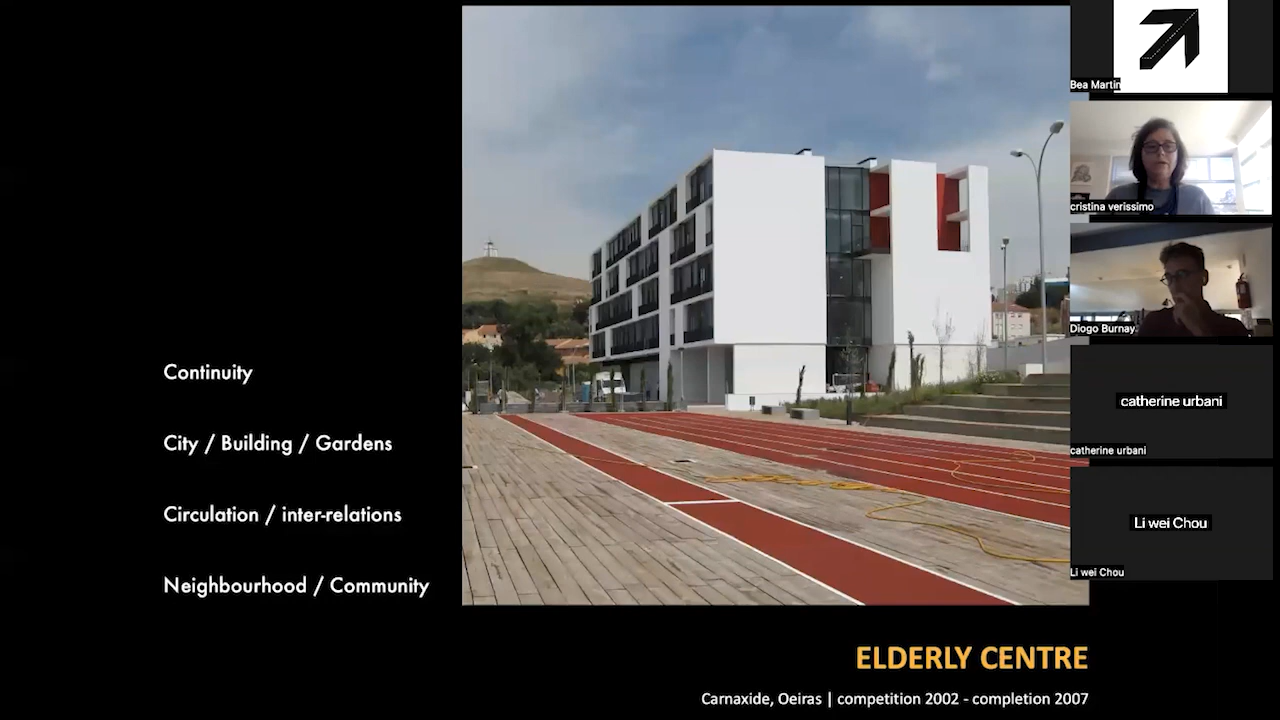 Continuity
City / Building / Gardens
Circulation / inter-relations
Neighbourhood / Community
ELDERLY CENTRE
Carnaxide, Oeiras | competition 2002 - completion 2007
Bea Martin
cristina verissimo
Diogo Burnay
catherine urbani
catherine urbani
Li wei Chou
Li wei Chou